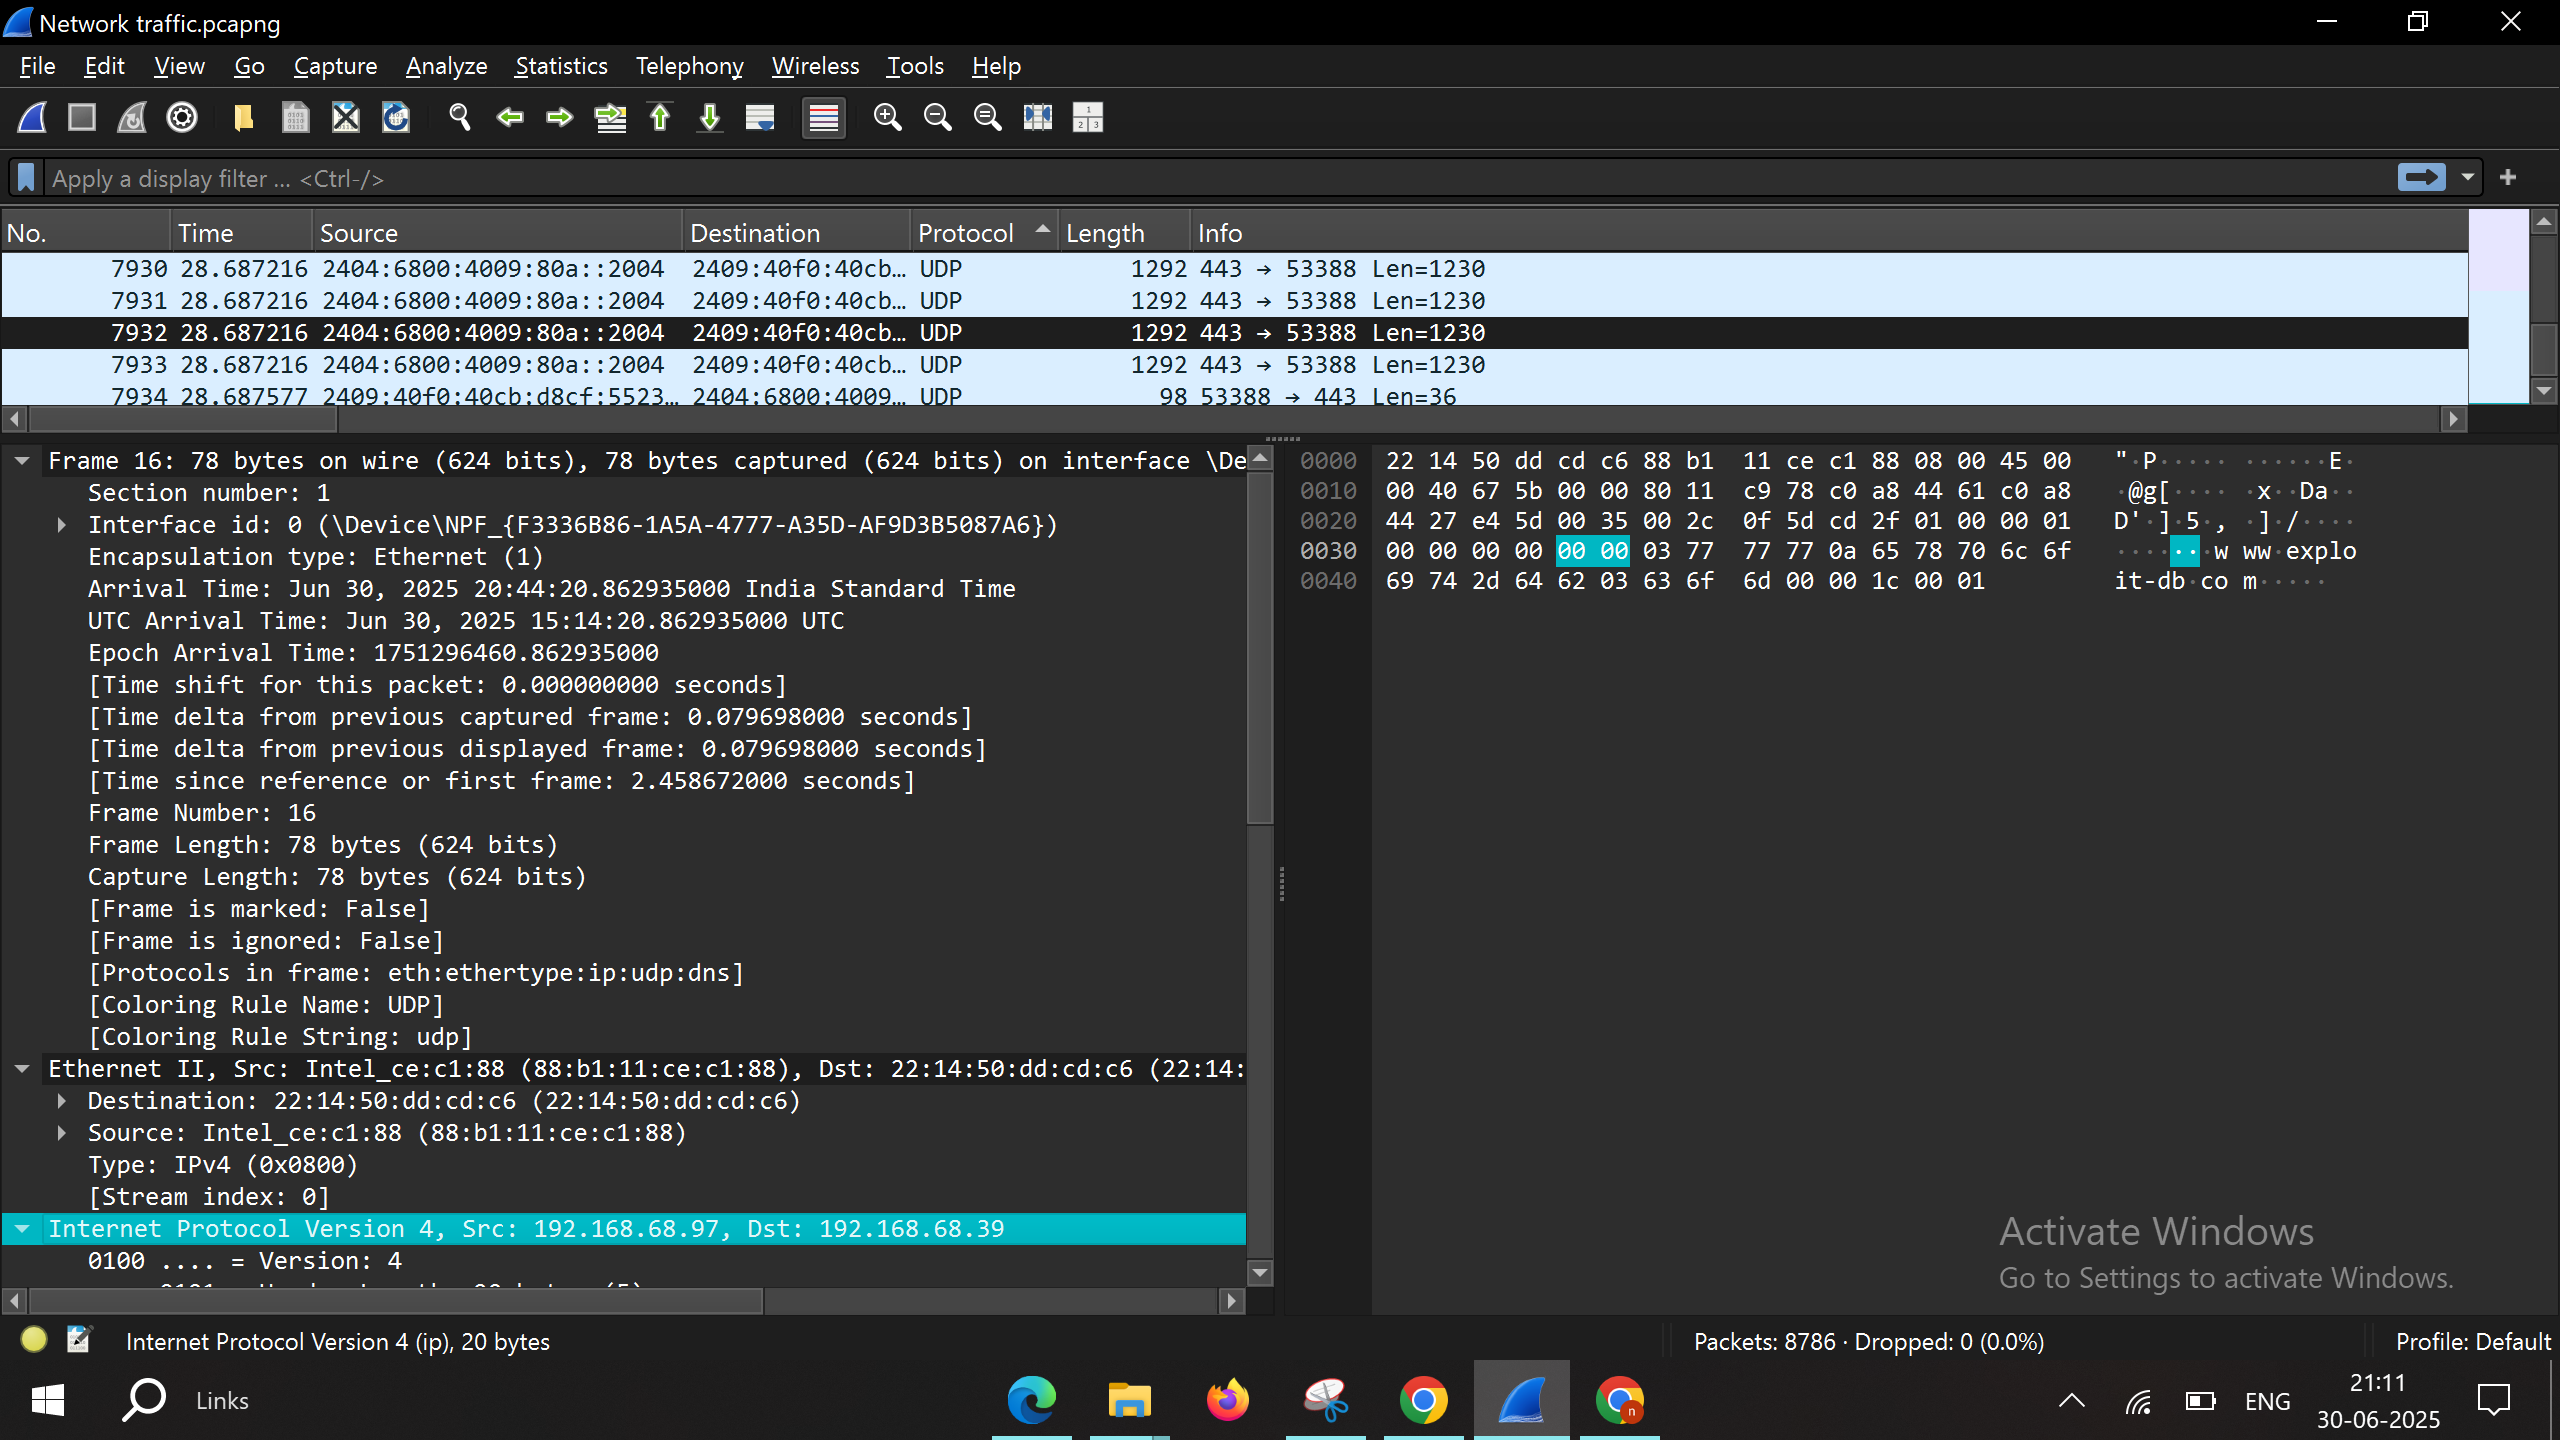 Network traffic.pcapng
File Edit View Go Capture Analyze Statistics Telephony Wireless Tools Help
Apply a display filter ... <Ctrl-/>
No. Time Source Destination Protocol Length Info
7930 28.687216 2404:6800:4009:80a::2004 2409:40f0:40cb… UDP 1292 443 → 53388 Len=1230
7931 28.687216 2404:6800:4009:80a::2004 2409:40f0:40cb… UDP 1292 443 → 53388 Len=1230
7932 28.687216 2404:6800:4009:80a::2004 2409:40f0:40cb… UDP 1292 443 → 53388 Len=1230
7933 28.687216 2404:6800:4009:80a::2004 2409:40f0:40cb… UDP 1292 443 → 53388 Len=1230
7934 28.687577 2409:40f0:40cb:d8cf:5523… 2404:6800:4009… UDP 98 53388 → 443 Len=36
Frame 16: 78 bytes on wire (624 bits), 78 bytes captured (624 bits) on interface \De
Section number: 1
Interface id: 0 (\Device\NPF_{F3336B86-1A5A-4777-A35D-AF9D3B5087A6})
Encapsulation type: Ethernet (1)
Arrival Time: Jun 30, 2025 20:44:20.862935000 India Standard Time
UTC Arrival Time: Jun 30, 2025 15:14:20.862935000 UTC
Epoch Arrival Time: 1751296460.862935000
[Time shift for this packet: 0.000000000 seconds]
[Time delta from previous captured frame: 0.079698000 seconds]
[Time delta from previous displayed frame: 0.079698000 seconds]
[Time since reference or first frame: 2.458672000 seconds]
Frame Number: 16
Frame Length: 78 bytes (624 bits)
Capture Length: 78 bytes (624 bits)
[Frame is marked: False]
[Frame is ignored: False]
[Protocols in frame: eth:ethertype:ip:udp:dns]
[Coloring Rule Name: UDP]
[Coloring Rule String: udp]
Ethernet II, Src: Intel_ce:c1:88 (88:b1:11:ce:c1:88), Dst: 22:14:50:dd:cd:c6 (22:14:
Destination: 22:14:50:dd:cd:c6 (22:14:50:dd:cd:c6)
Source: Intel_ce:c1:88 (88:b1:11:ce:c1:88)
Type: IPv4 (0x0800)
[Stream index: 0]
Internet Protocol Version 4, Src: 192.168.68.97, Dst: 192.168.68.39
0100 .... = Version: 4
0000 22 14 50 dd cd c6 88 b1 11 ce c1 88 08 00 45 00 "·P····· ······E·
0010 00 40 67 5b 00 00 80 11 c9 78 c0 a8 44 61 c0 a8 ·@g[···· ·x··Da··
0020 44 27 e4 5d 00 35 00 2c 0f 5d cd 2f 01 00 00 01 D'·]·5·, ·]·/····
0030 00 00 00 00 00 00 03 77 77 77 0a 65 78 70 6c 6f ·······w ww·explo
0040 69 74 2d 64 62 03 63 6f 6d 00 00 1c 00 01 it-db·co m·····
Activate Windows
Go to Settings to activate Windows.
Internet Protocol Version 4 (ip), 20 bytes
Packets: 8786 · Dropped: 0 (0.0%)
Profile: Default
Links
ENG
21:11
30-06-2025